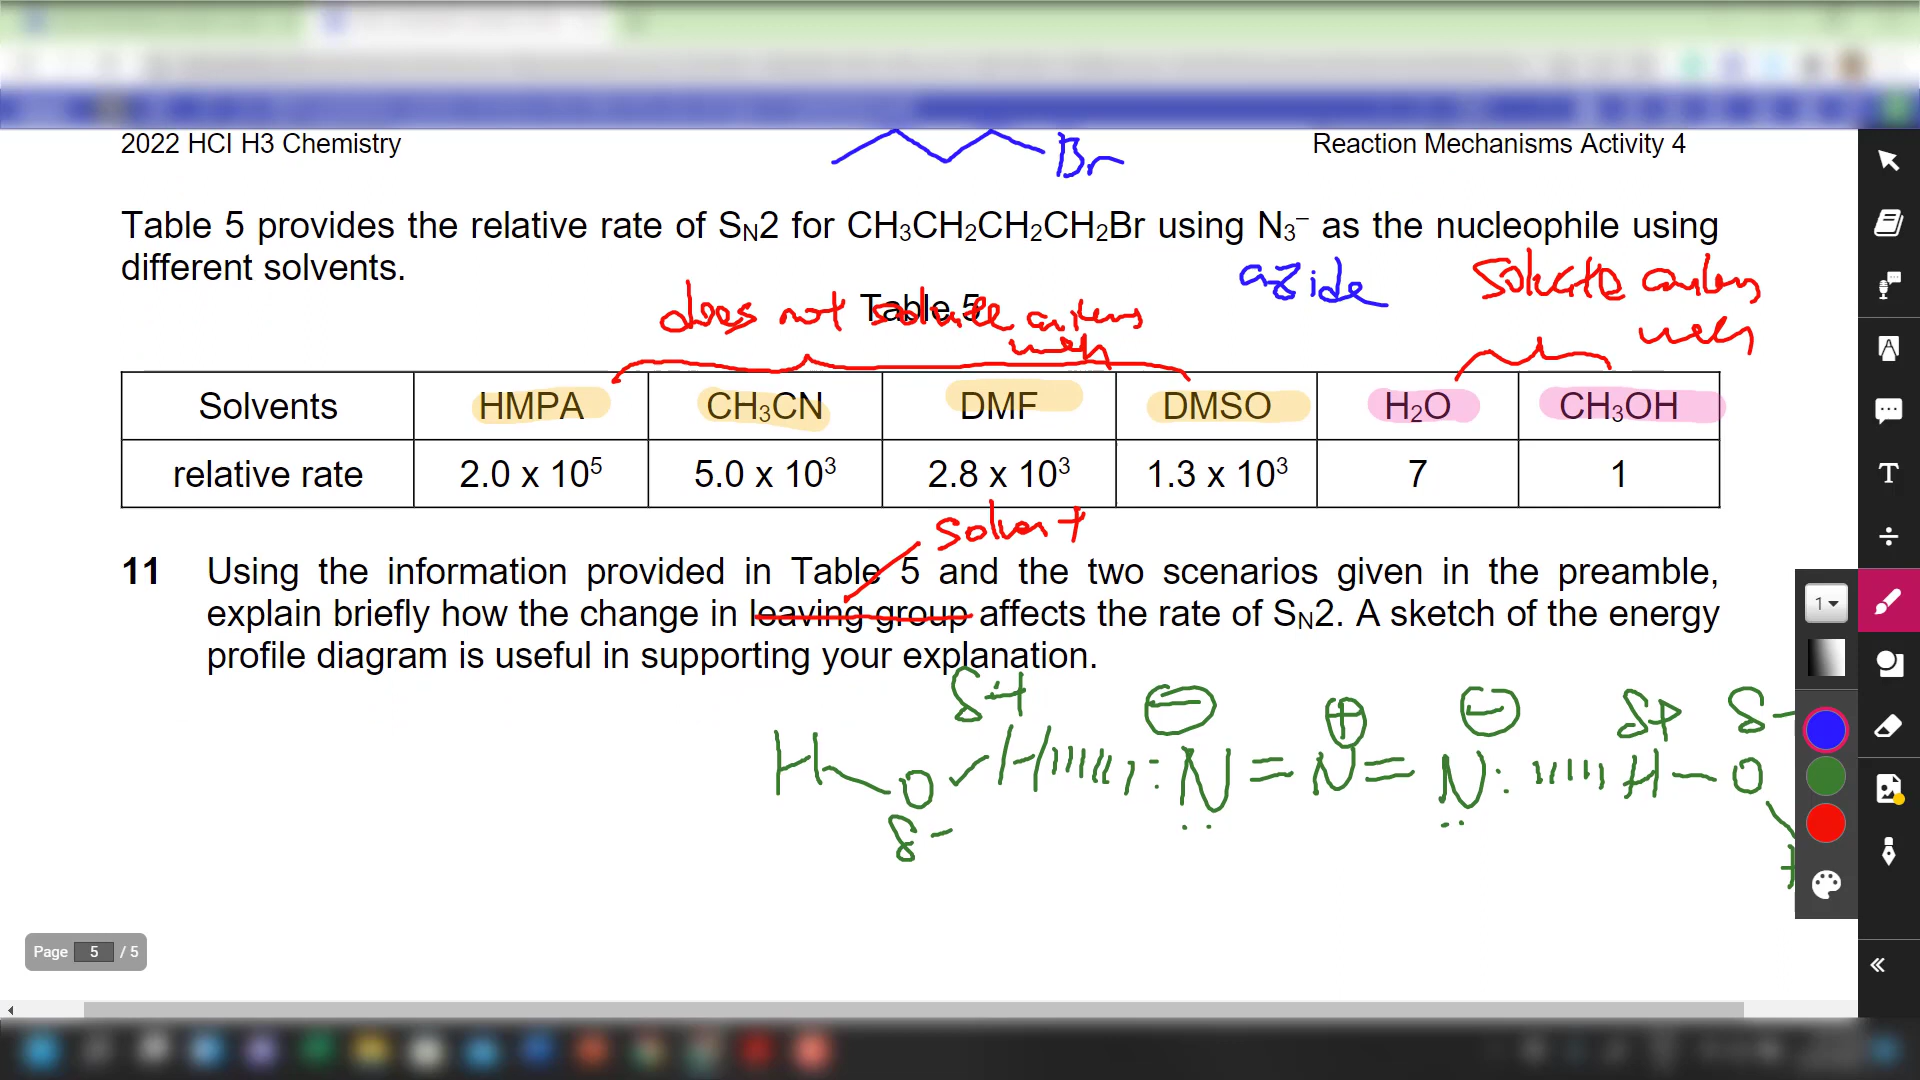 2022 HCI H3 Chemistry
Br
Reaction Mechanisms Activity 4
Table 5 provides the relative rate of SN2 for CH3CH2CH2CH2Br using N3− as the nucleophile using
different solvents.
azide
Table 5
does not
well
well
Solvents HMPA CH3CN DMF DMSO H2O CH3OH
relative rate 2.0 x 10⁵ 5.0 x 10³ 2.8 x 10³ 1.3 x 10³ 7 1
solvent
11 Using the information provided in Table 5 and the two scenarios given in the preamble,
explain briefly how the change in leaving group affects the rate of SN2. A sketch of the energy
profile diagram is useful in supporting your explanation.
δ+ − + − δ+ δ−
H O H N = N = N H O
δ−
Page 5 / 5
1